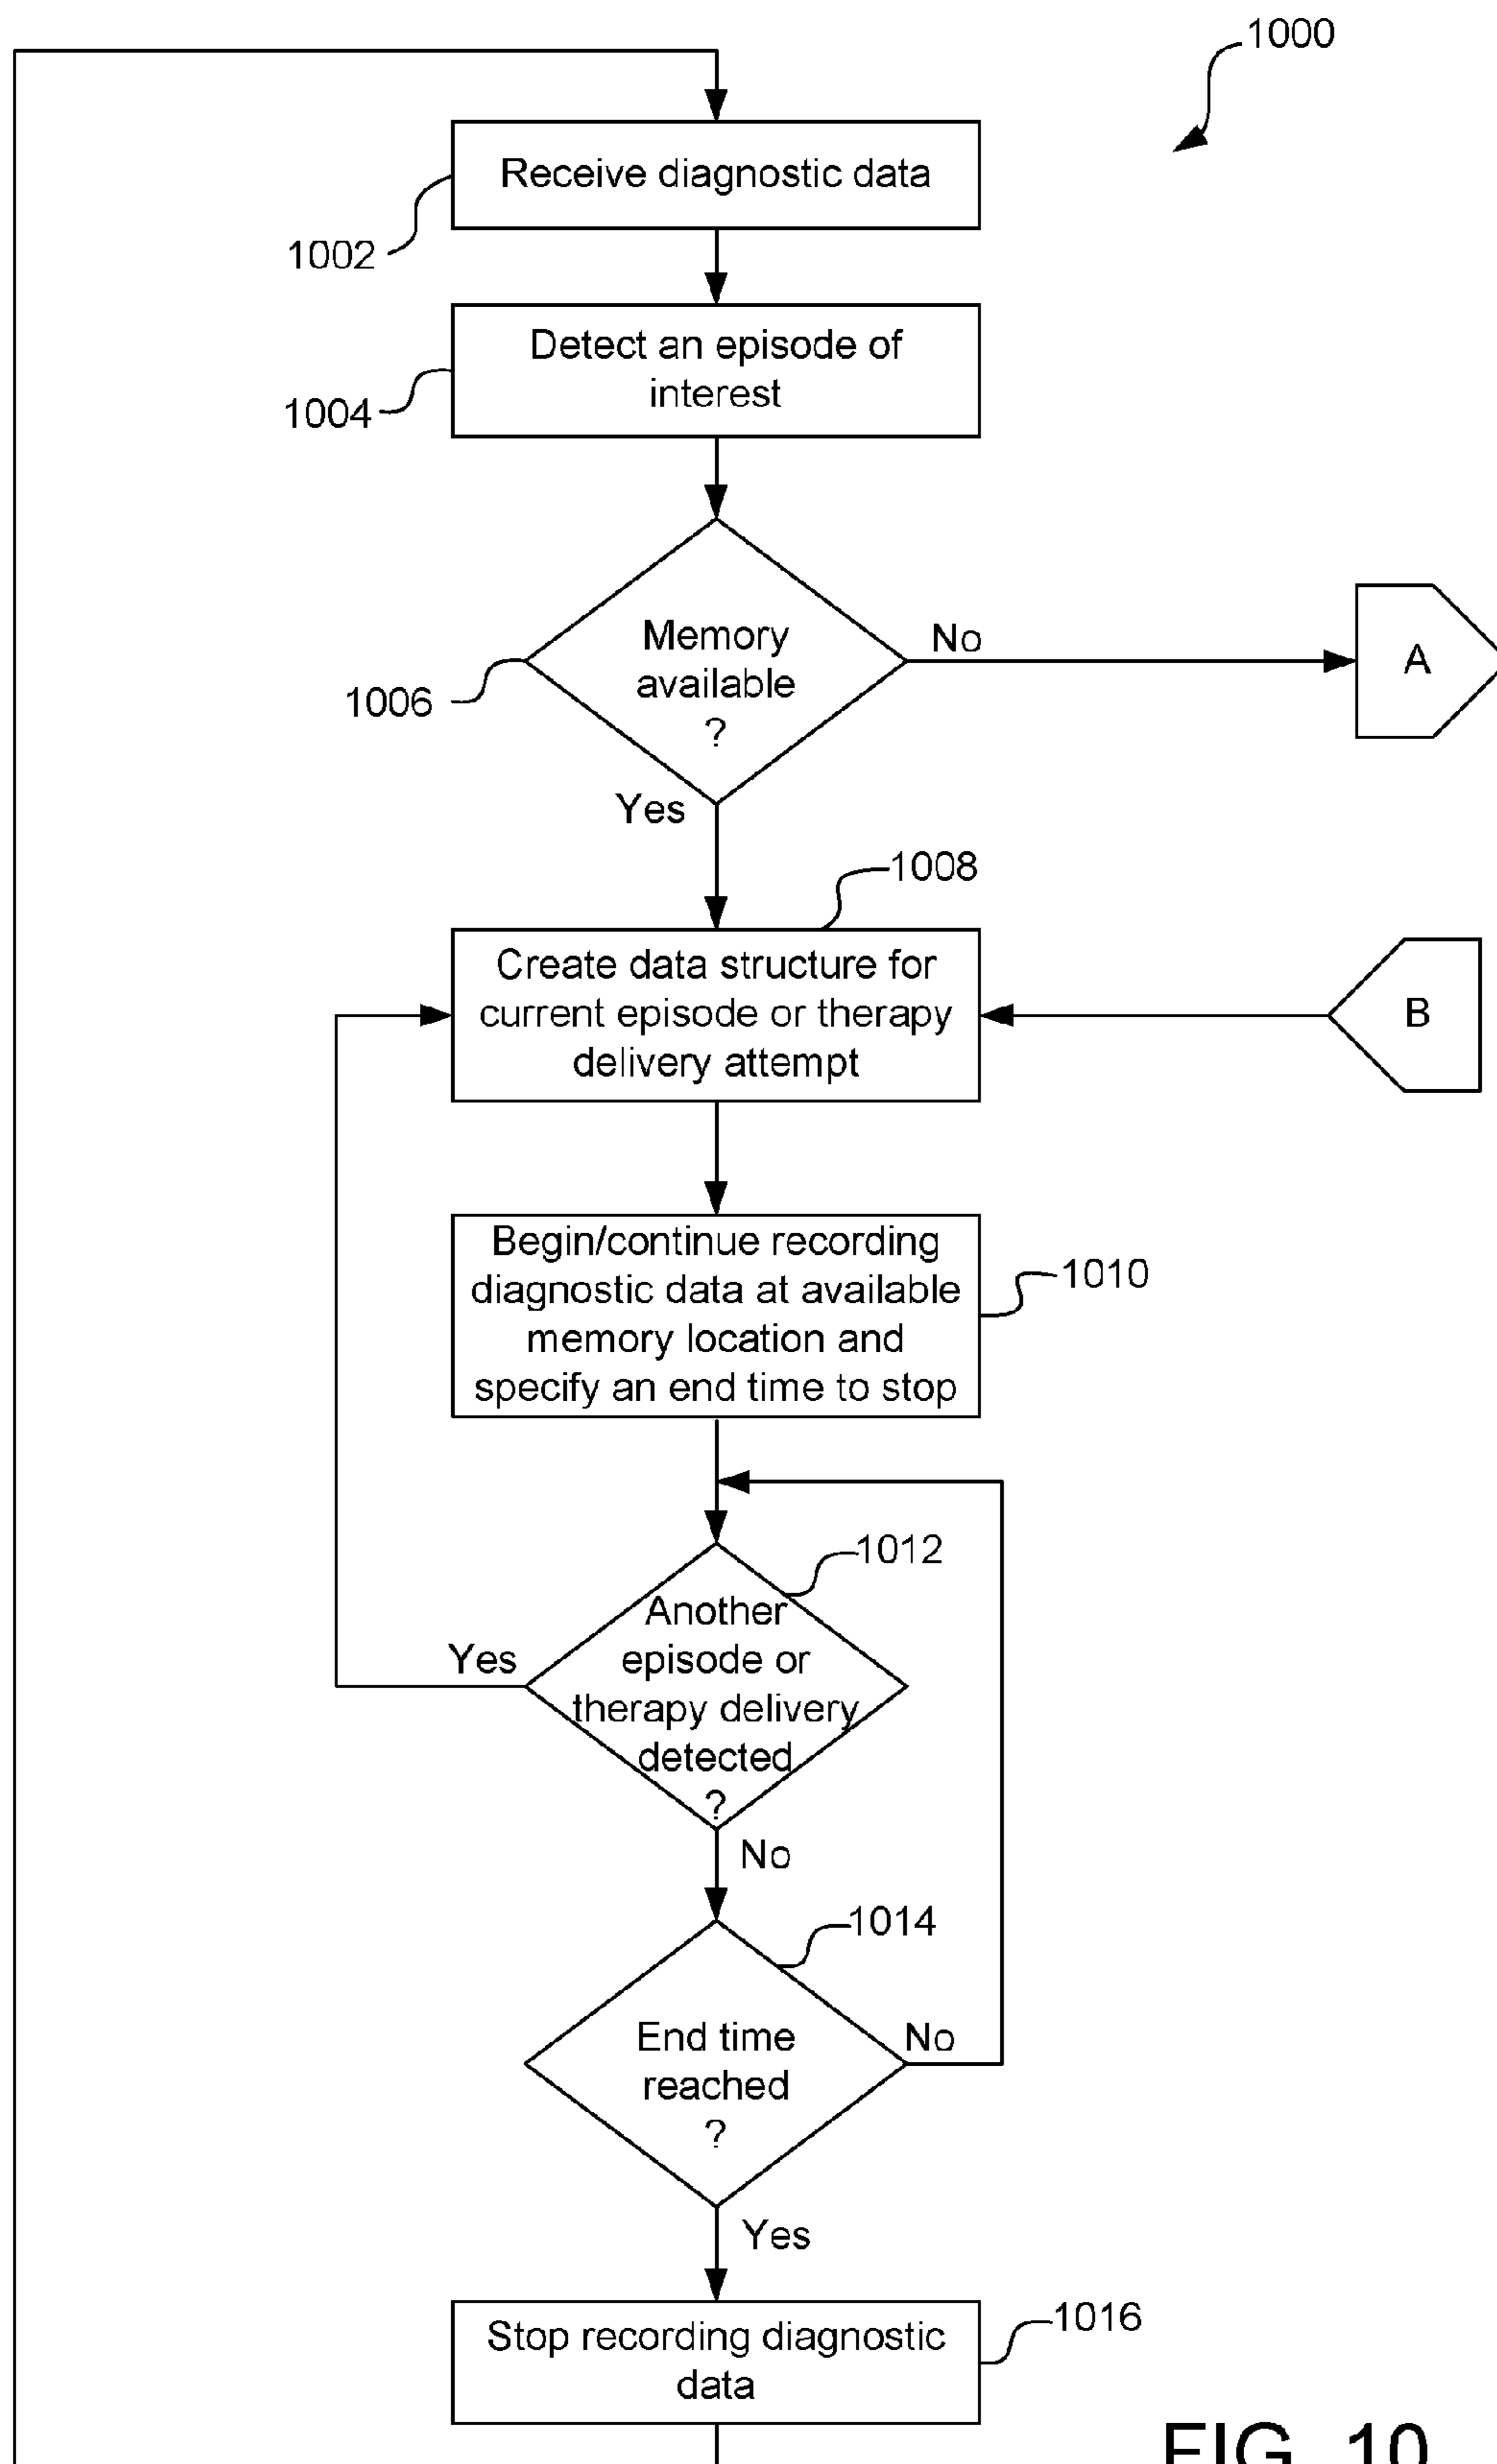 1000
Receive diagnostic data
1002
Detect an episode of
interest
1004
Memory
available
?
No
A
1006
Yes
1008
Create data structure for
current episode or therapy
delivery attempt
B
Begin/continue recording
diagnostic data at available
memory location and
specify an end time to stop
1010
1012
Another
episode or
therapy delivery
detected
?
Yes
No
1014
End time
reached
?
No
Yes
1016
Stop recording diagnostic
data
FIG. 10